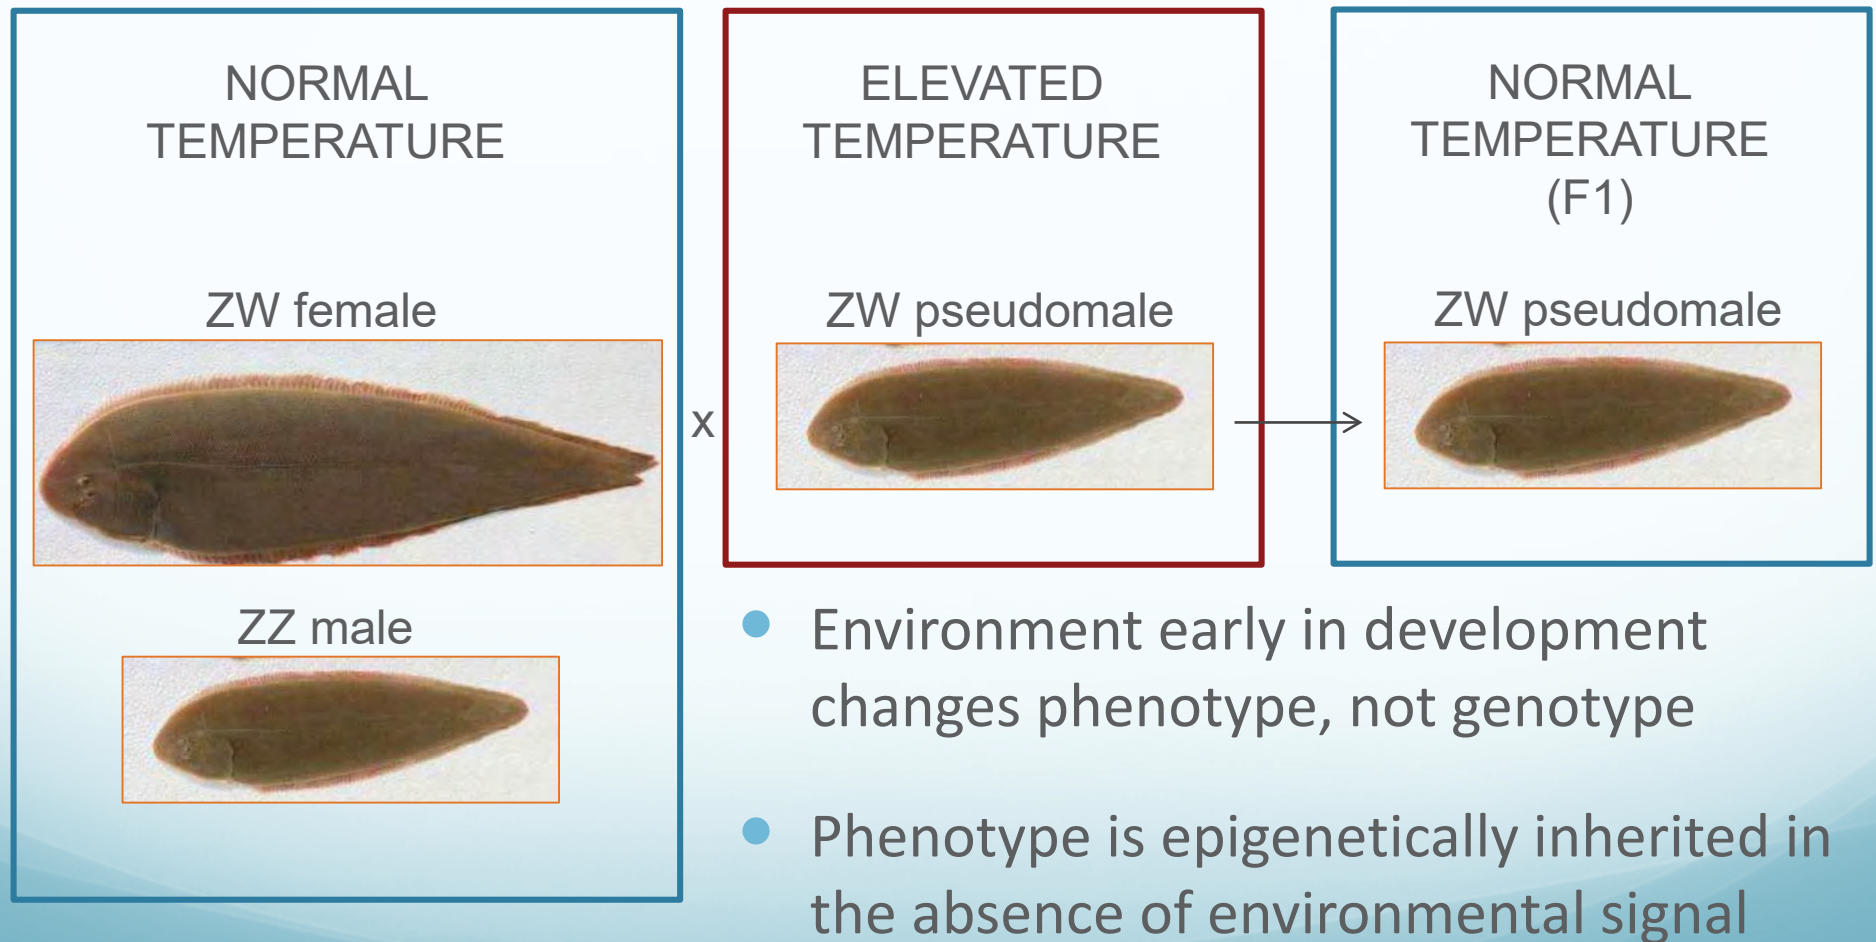 NORMAL
TEMPERATURE
ZW female
ZZ male
x
ELEVATED
TEMPERATURE
ZW pseudomale
NORMAL
TEMPERATURE
(F1)
ZW pseudomale
• Environment early in development
changes phenotype, not genotype
• Phenotype is epigenetically inherited in
the absence of environmental signal